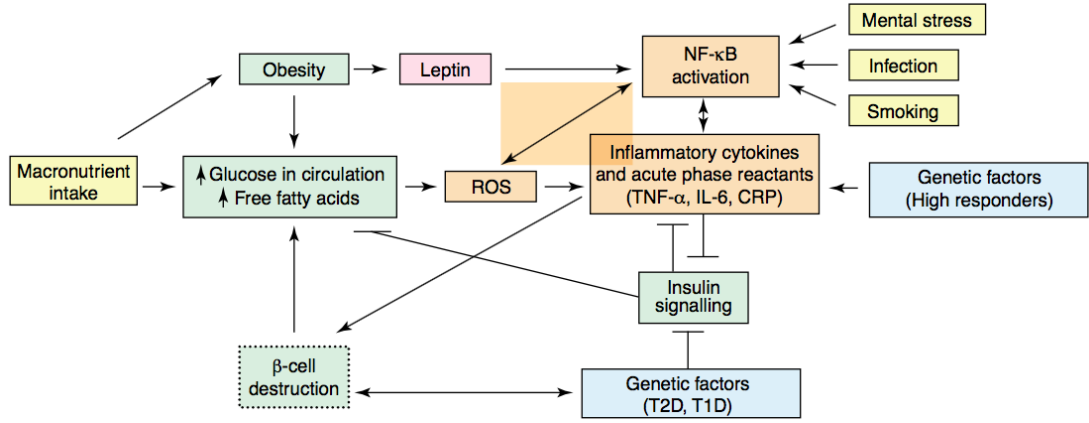 Mental stress
NF-κB
activation
Obesity
Leptin
Infection
Smoking
Macronutrient
intake
Glucose in circulation
Free fatty acids
ROS
Inflammatory cytokines
and acute phase reactants
(TNF-α, IL-6, CRP)
Genetic factors
(High responders)
Insulin
signalling
β-cell
destruction
Genetic factors
(T2D, T1D)